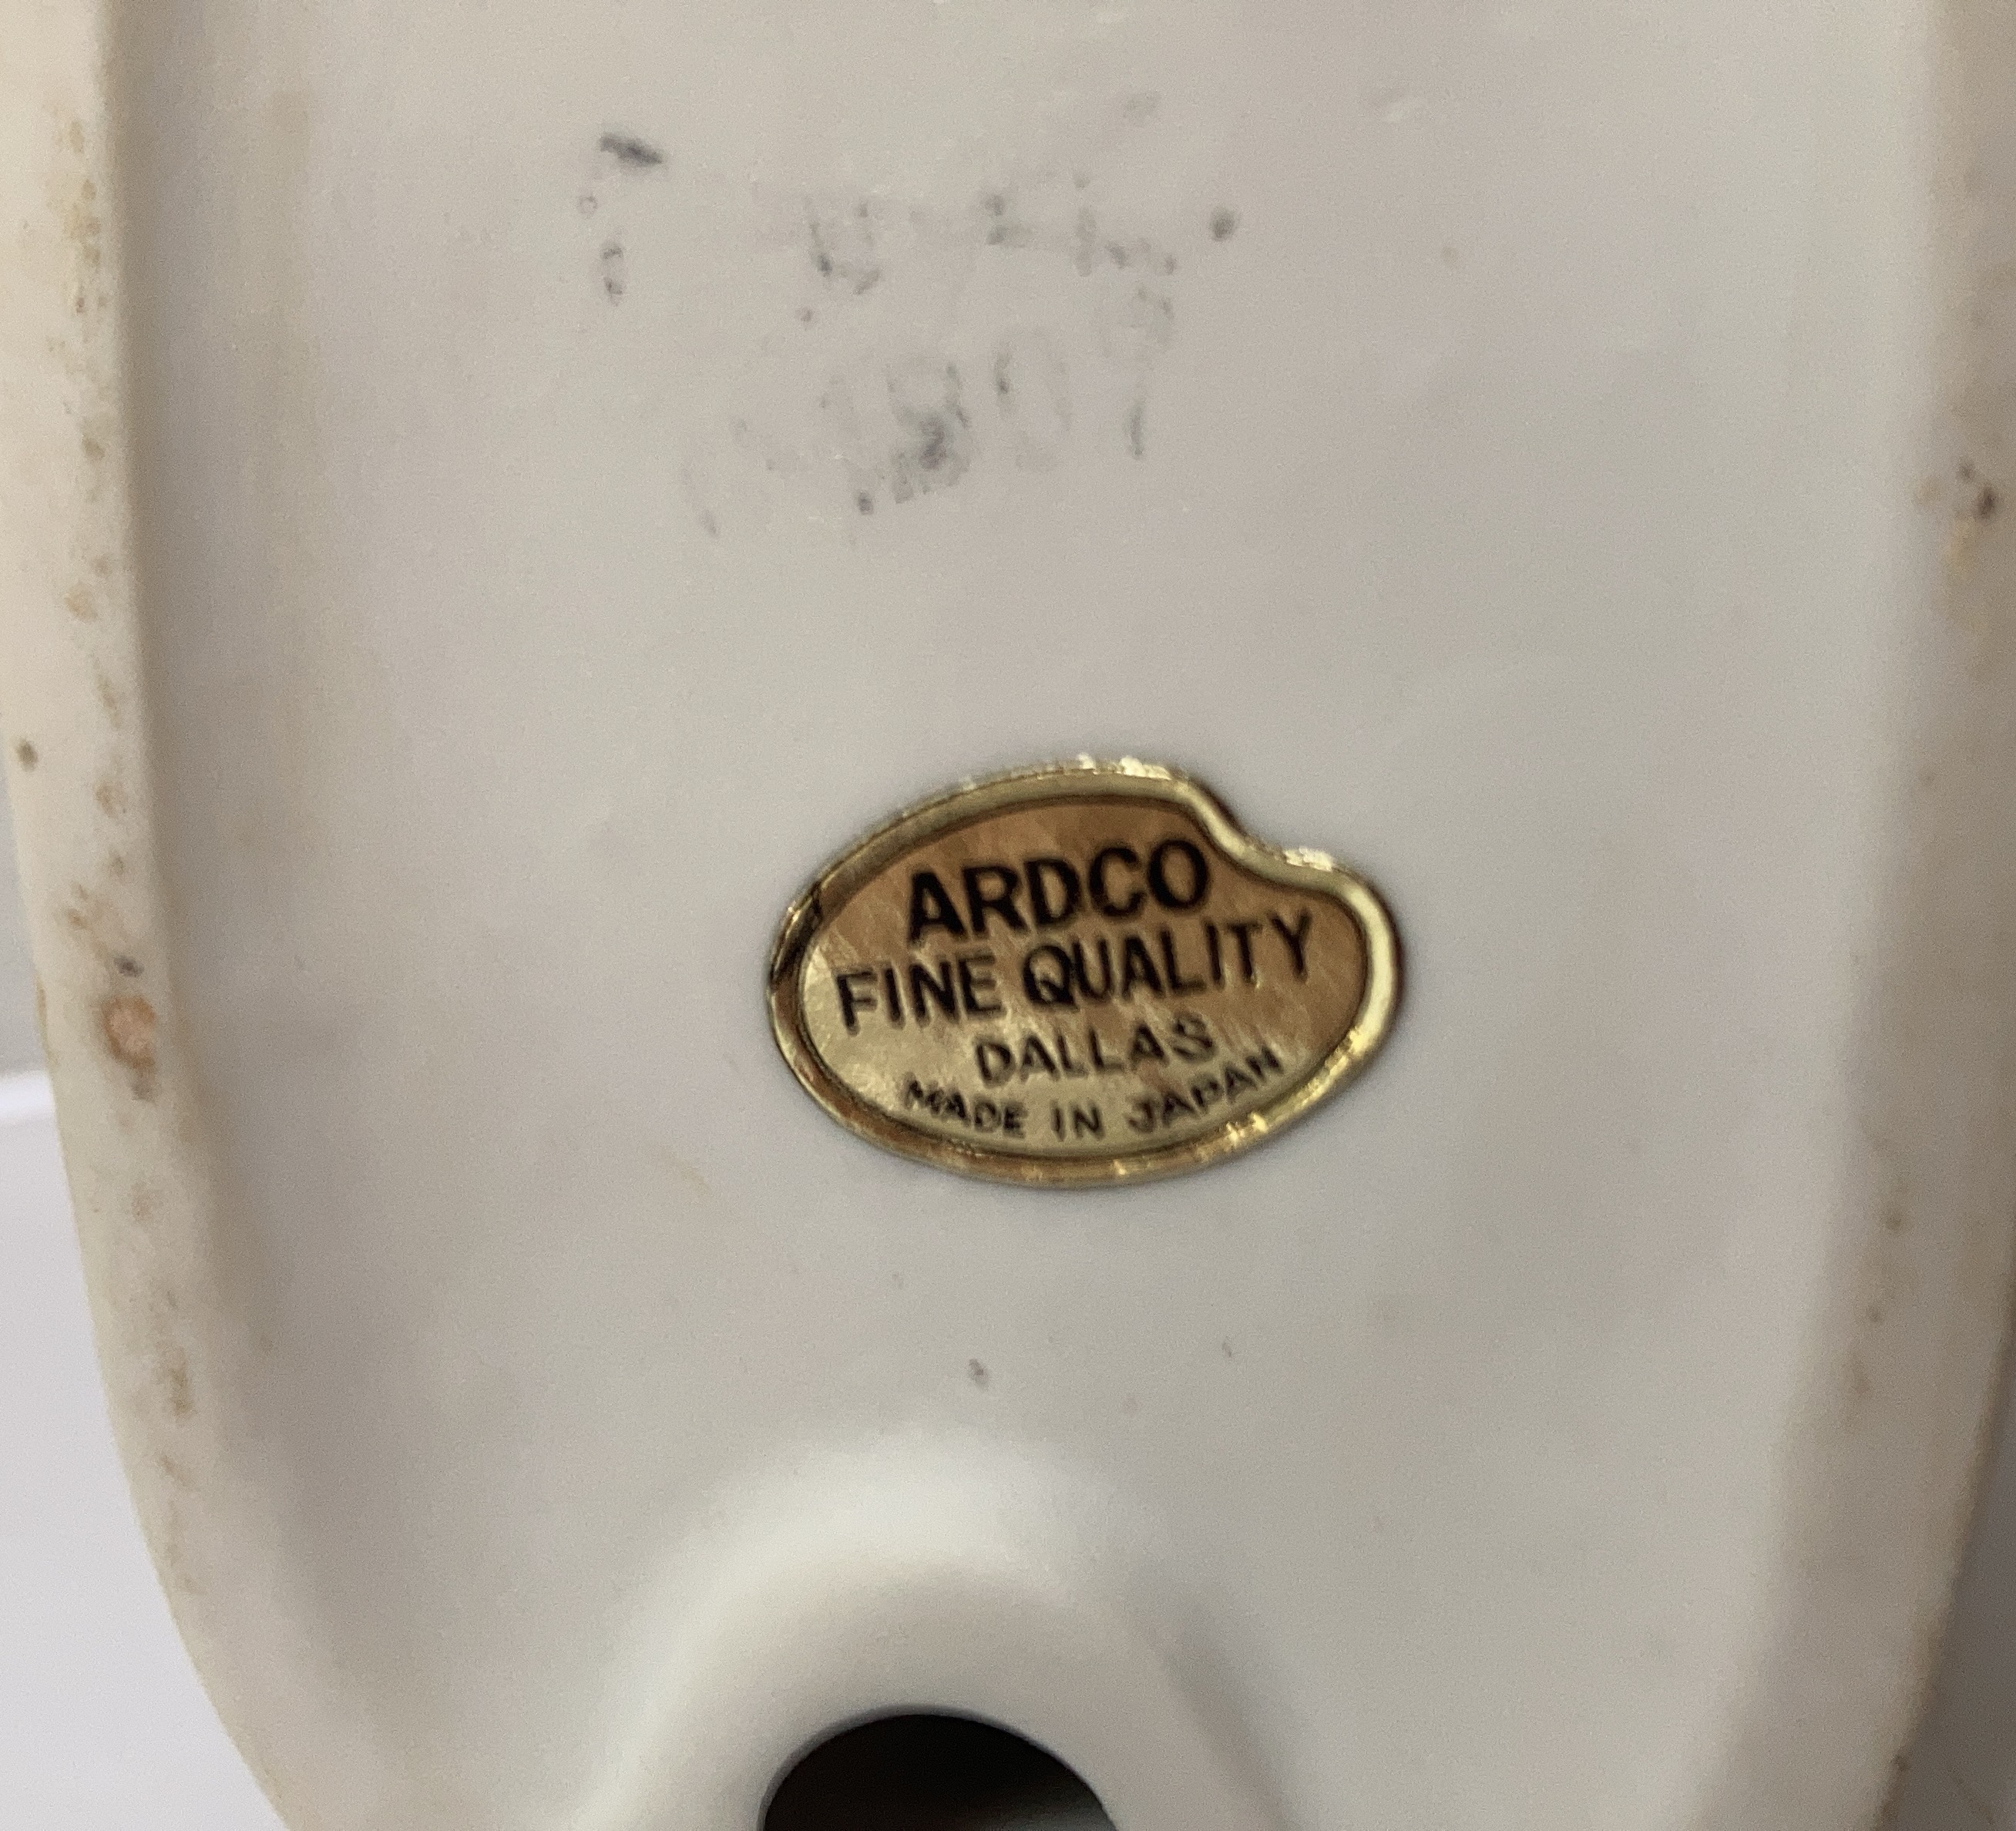 ARDCO
FINE QUALITY
DALLAS
MADE IN JAPAN